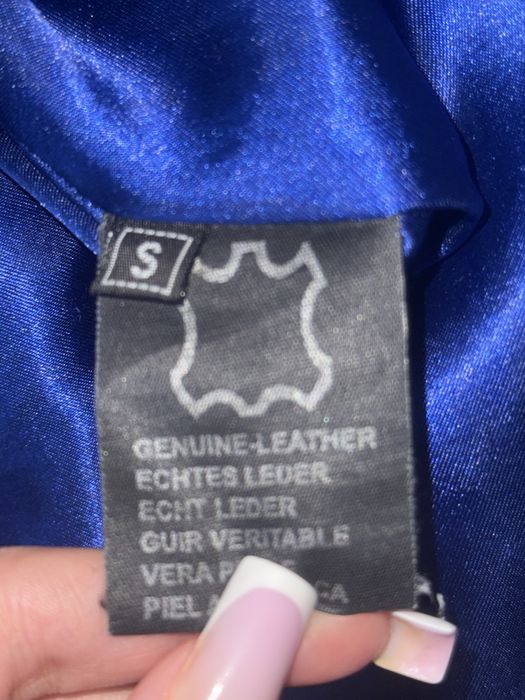 S
GENUINE-LEATHER
ECHTES LEDER
ECHT LEDER
GUIR VERITABLE
VERA
PIEL